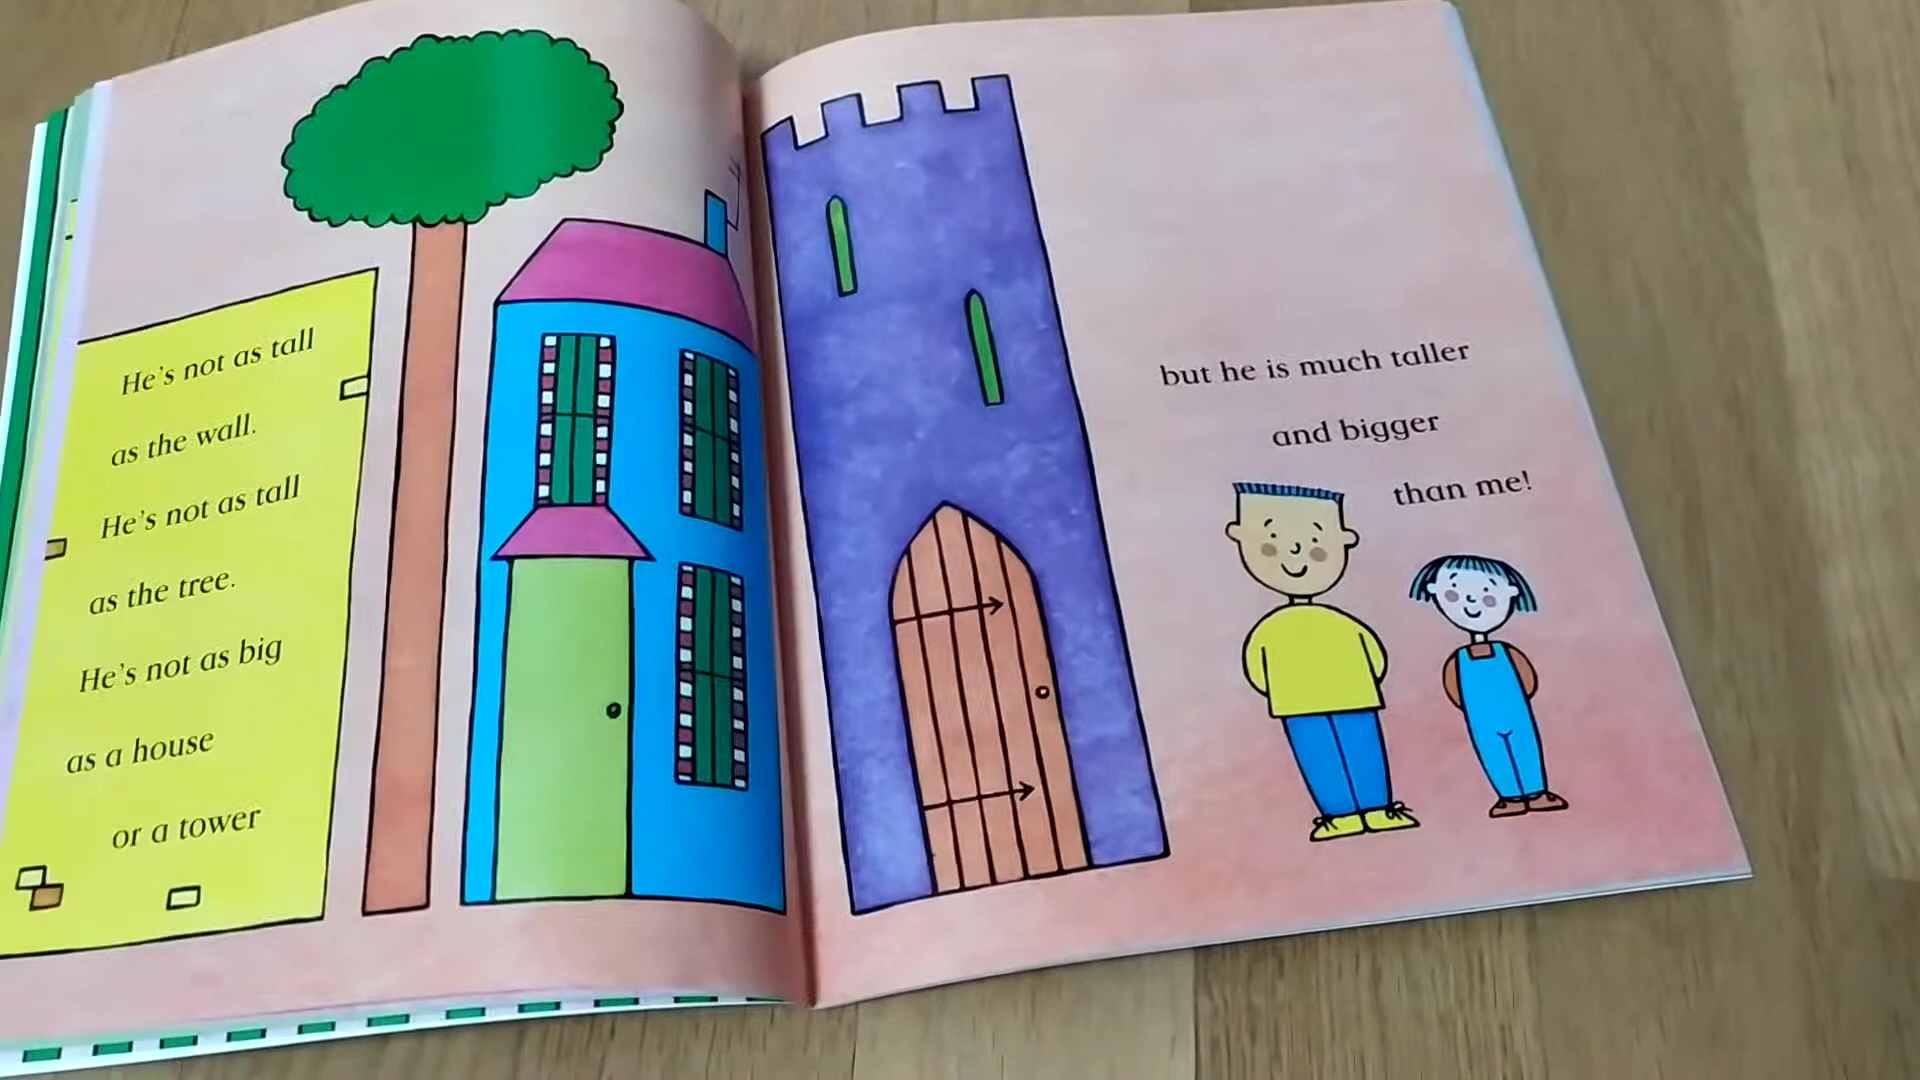 He's not as tall
as the wall.
He's not as tall
as the tree.
He's not as big
as a house
or a tower
but he is much taller
and bigger
than me!